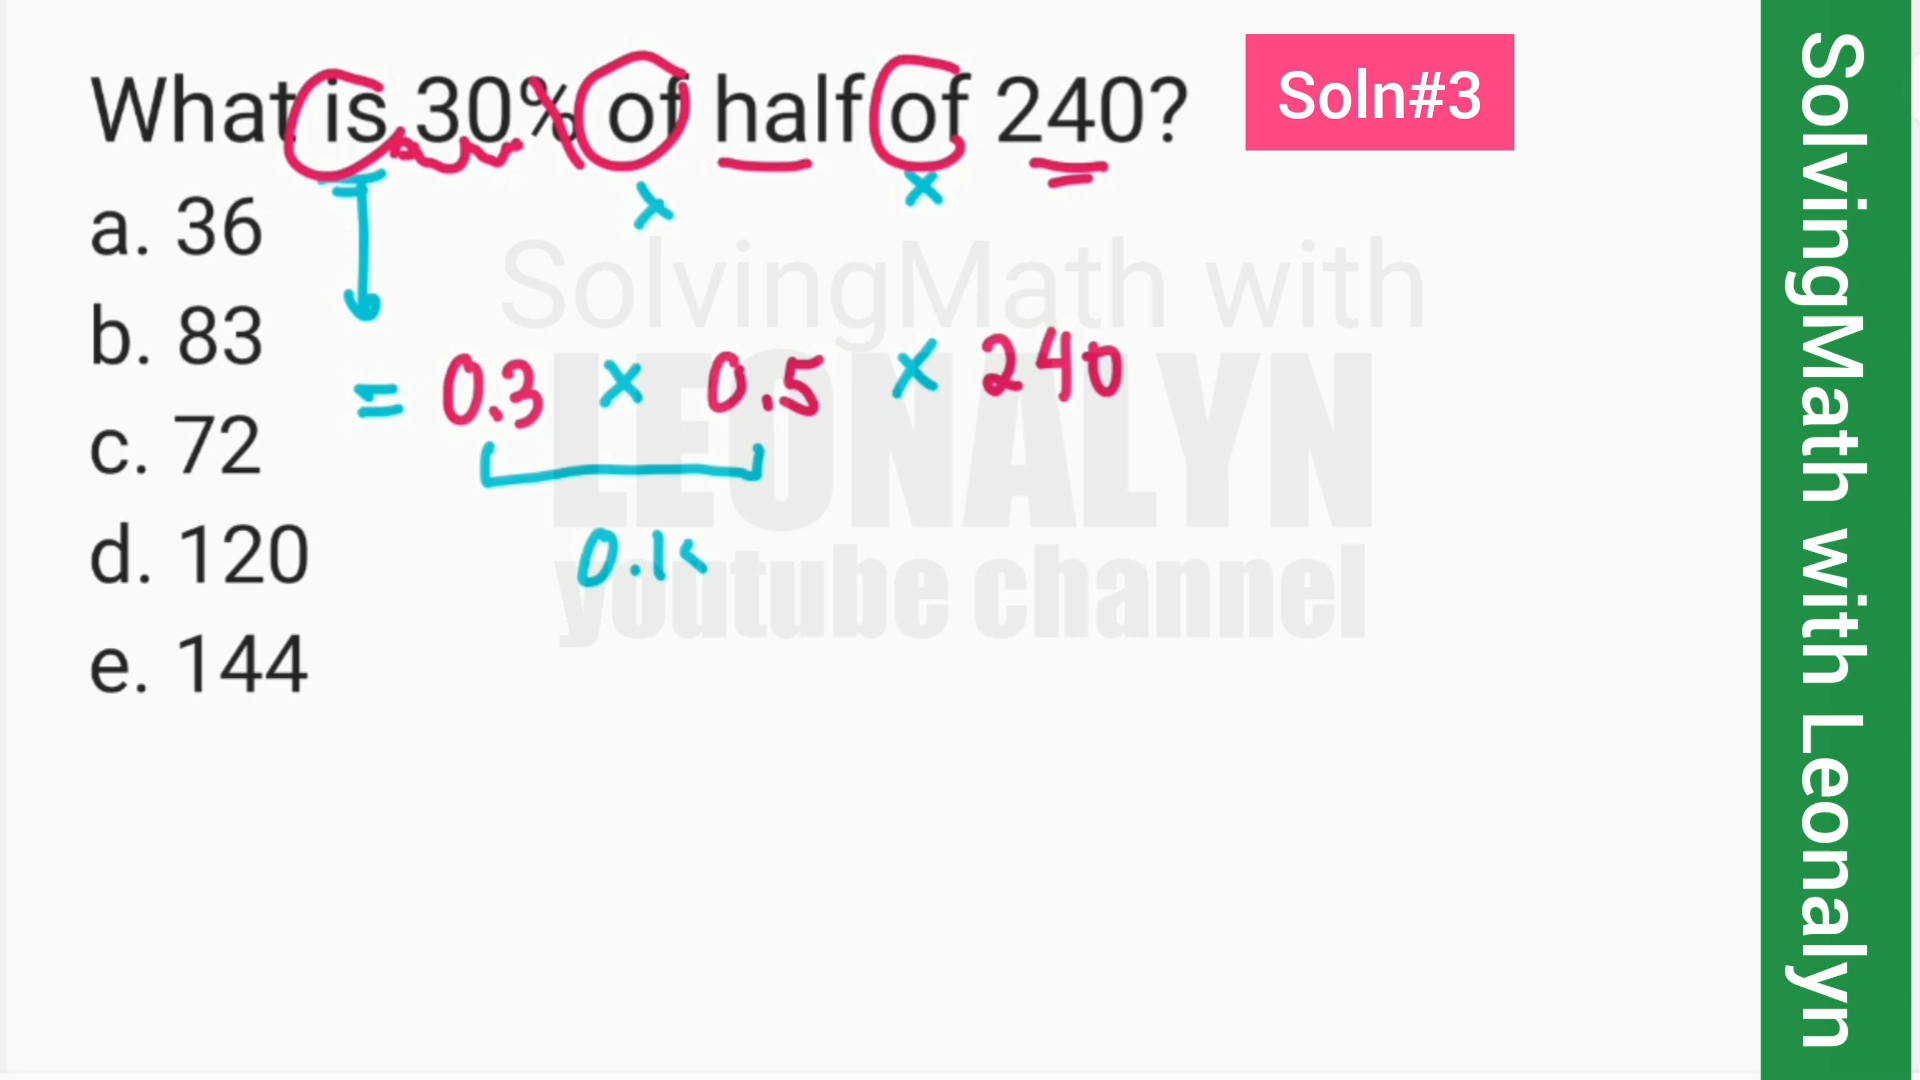 What is 30% of half of 240?
Soln#3
x x
a. 36
b. 83
c. 72
d. 120
e. 144
= 0.3 x 0.5 x 240
SolvingMath with
LEONALYN
youtube channel
SolvingMath with Leonalyn